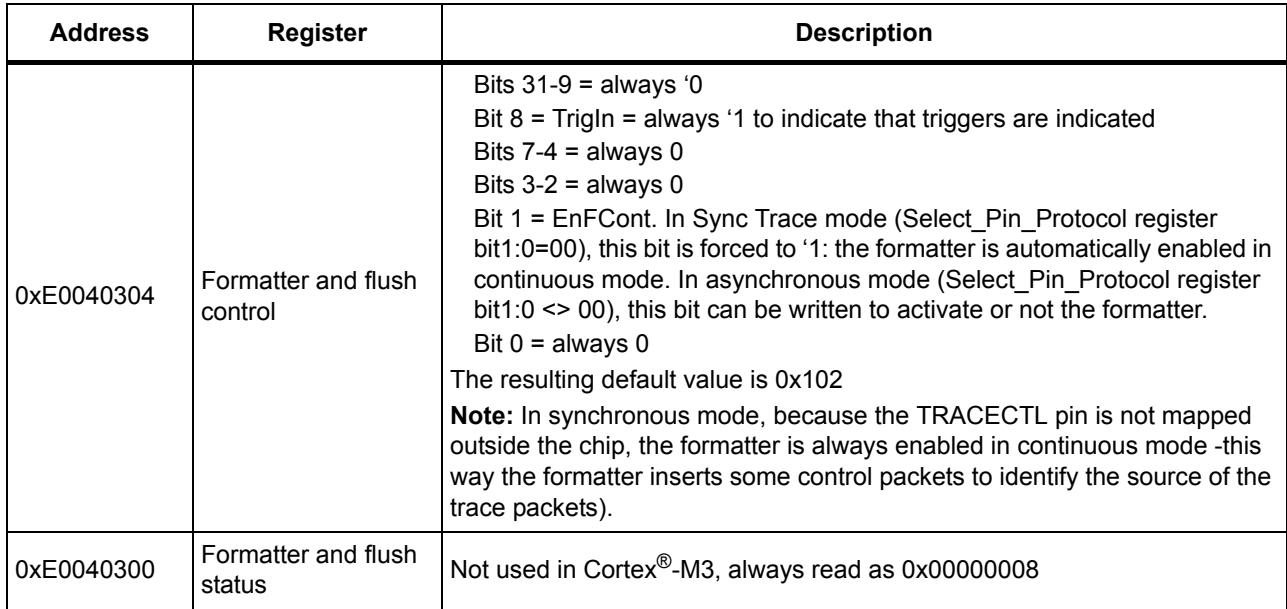 Address Register Description
Bits 31-9 = always ‘0
Bit 8 = TrigIn = always ‘1 to indicate that triggers are indicated
Bits 7-4 = always 0
Bits 3-2 = always 0
Bit 1 = EnFCont. In Sync Trace mode (Select_Pin_Protocol register
bit1:0=00), this bit is forced to ‘1: the formatter is automatically enabled in
continuous mode. In asynchronous mode (Select_Pin_Protocol register
bit1:0 <> 00), this bit can be written to activate or not the formatter.
Bit 0 = always 0
The resulting default value is 0x102
Note: In synchronous mode, because the TRACECTL pin is not mapped
outside the chip, the formatter is always enabled in continuous mode -this
way the formatter inserts some control packets to identify the source of the
trace packets).
0xE0040304
Formatter and flush
control
0xE0040300
Formatter and flush
status
Not used in Cortex®-M3, always read as 0x00000008